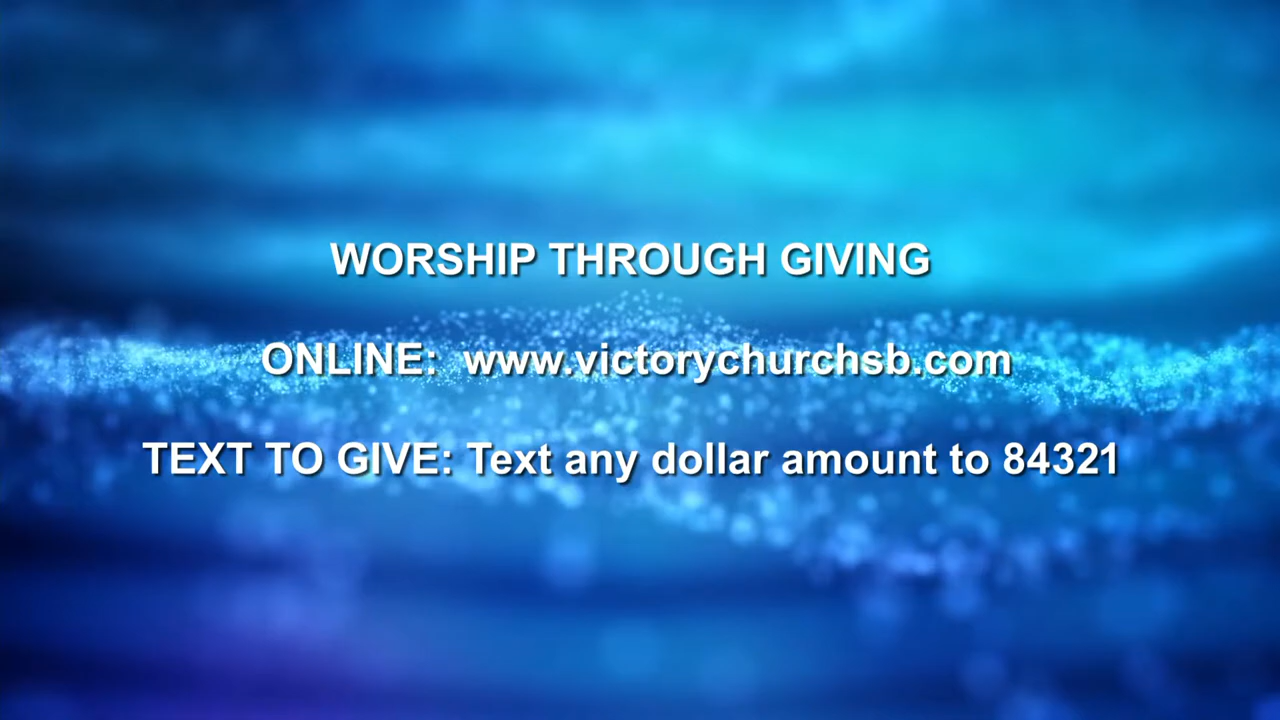 WORSHIP THROUGH GIVING
ONLINE:  www.victorychurchsb.com
TEXT TO GIVE: Text any dollar amount to 84321